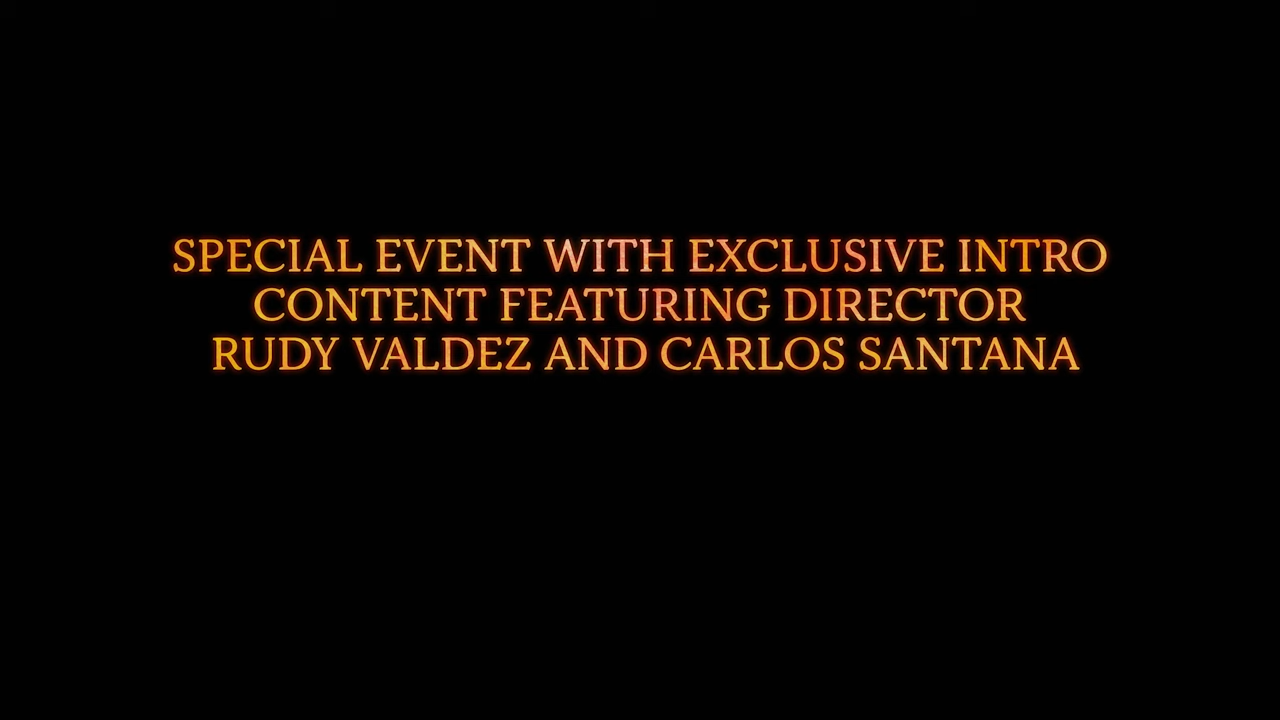 SPECIAL EVENT WITH EXCLUSIVE INTRO
CONTENT FEATURING DIRECTOR
RUDY VALDEZ AND CARLOS SANTANA